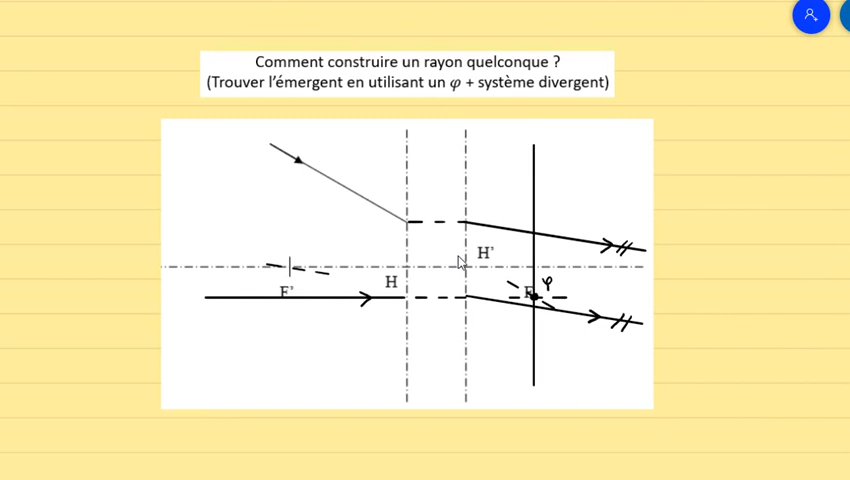 Comment construire un rayon quelconque ?
(Trouver l’émergent en utilisant un φ + système divergent)
H’
H
F’
F
φ